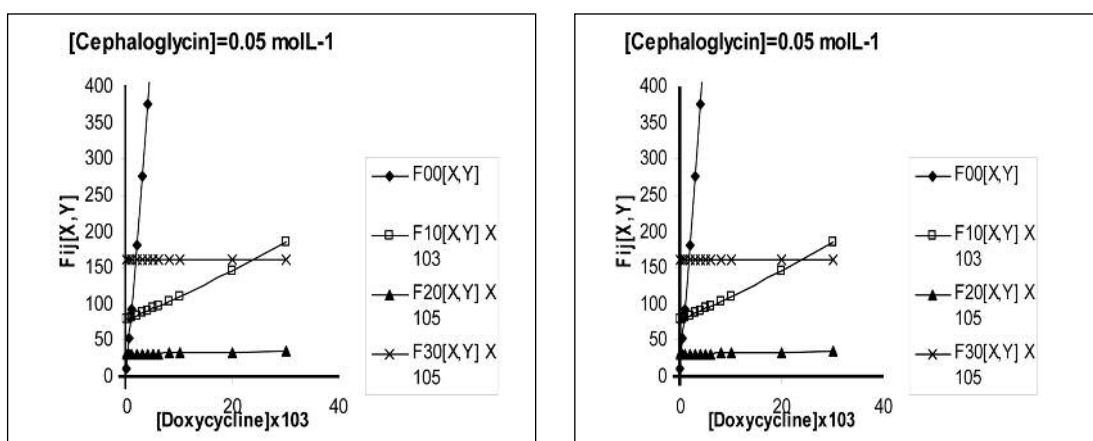 [Cephaloglycin]=0.05 molL-1
Fij[X,Y]
400
350
300
250
200
150
100
50
0
0 20 40
[Doxycycline]x103
F00[X,Y]
F10[X,Y] X
103
F20[X,Y] X
105
F30[X,Y] X
105
[Cephaloglycin]=0.05 molL-1
Fij[X,Y]
400
350
300
250
200
150
100
50
0
0 20 40
[Doxycycline]x103
F00[X,Y]
F10[X,Y] X
103
F20[X,Y] X
105
F30[X,Y] X
105